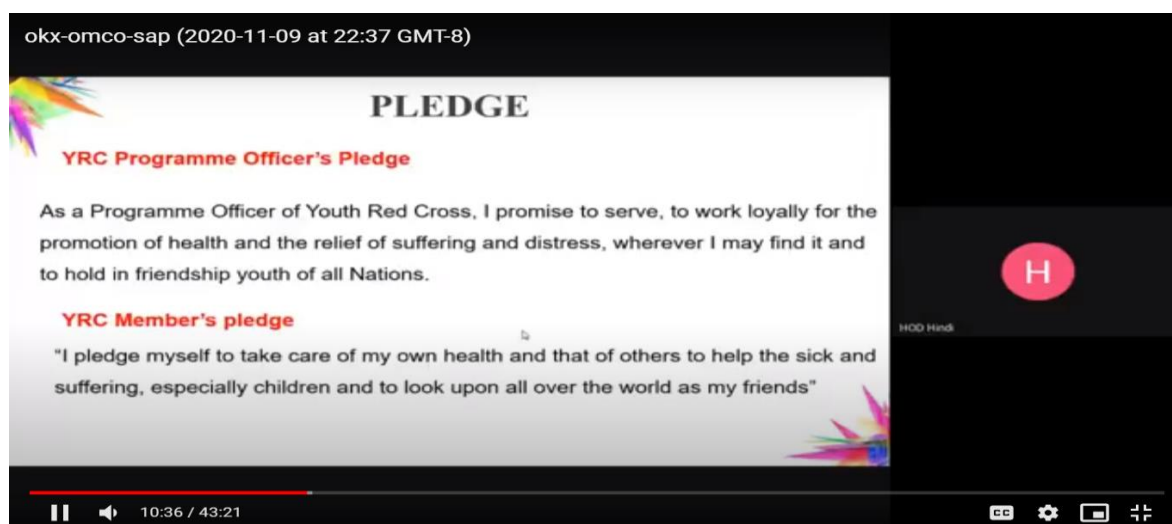 okx-omco-sap (2020-11-09 at 22:37 GMT-8)
PLEDGE
YRC Programme Officer's Pledge
As a Programme Officer of Youth Red Cross, I promise to serve, to work loyally for the
promotion of health and the relief of suffering and distress, wherever I may find it and
to hold in friendship youth of all Nations.
YRC Member's pledge
"I pledge myself to take care of my own health and that of others to help the sick and
suffering, especially children and to look upon all over the world as my friends"
H
HOD Hindi
10:36 / 43:21
CC